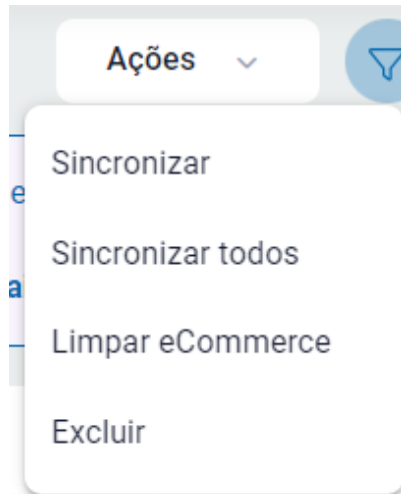 Ações
Sincronizar
e
Sincronizar todos
a
Limpar eCommerce
Excluir